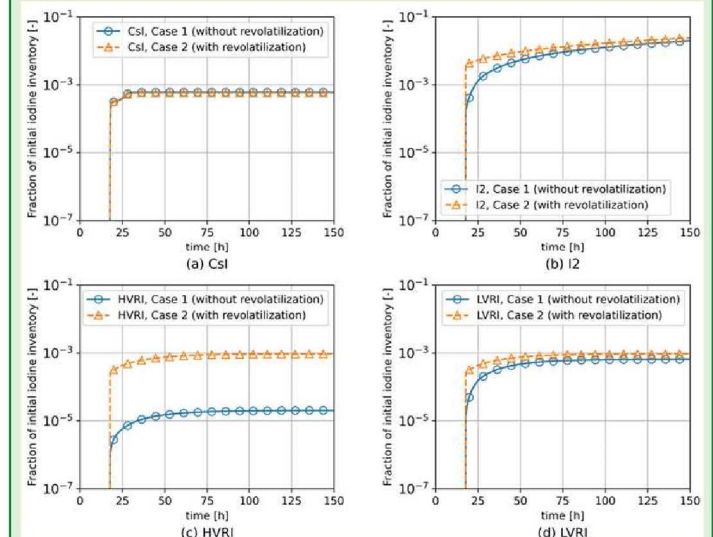 10⁻¹
10⁻³
10⁻⁵
10⁻⁷
Fraction of initial iodine inventory [-]
CsI, Case 1 (without revolatilization)
CsI, Case 2 (with revolatilization)
0 25 50 75 100 125 150
time [h]
(a) CsI
10⁻¹
10⁻³
10⁻⁵
10⁻⁷
Fraction of initial iodine inventory [-]
I2, Case 1 (without revolatilization)
I2, Case 2 (with revolatilization)
0 25 50 75 100 125 150
time [h]
(b) I2
10⁻¹
10⁻³
10⁻⁵
10⁻⁷
Fraction of initial iodine inventory [-]
HVRI, Case 1 (without revolatilization)
HVRI, Case 2 (with revolatilization)
0 25 50 75 100 125 150
time [h]
(c) HVRI
10⁻¹
10⁻³
10⁻⁵
10⁻⁷
Fraction of initial iodine inventory [-]
LVRI, Case 1 (without revolatilization)
LVRI, Case 2 (with revolatilization)
0 25 50 75 100 125 150
time [h]
(d) LVRI